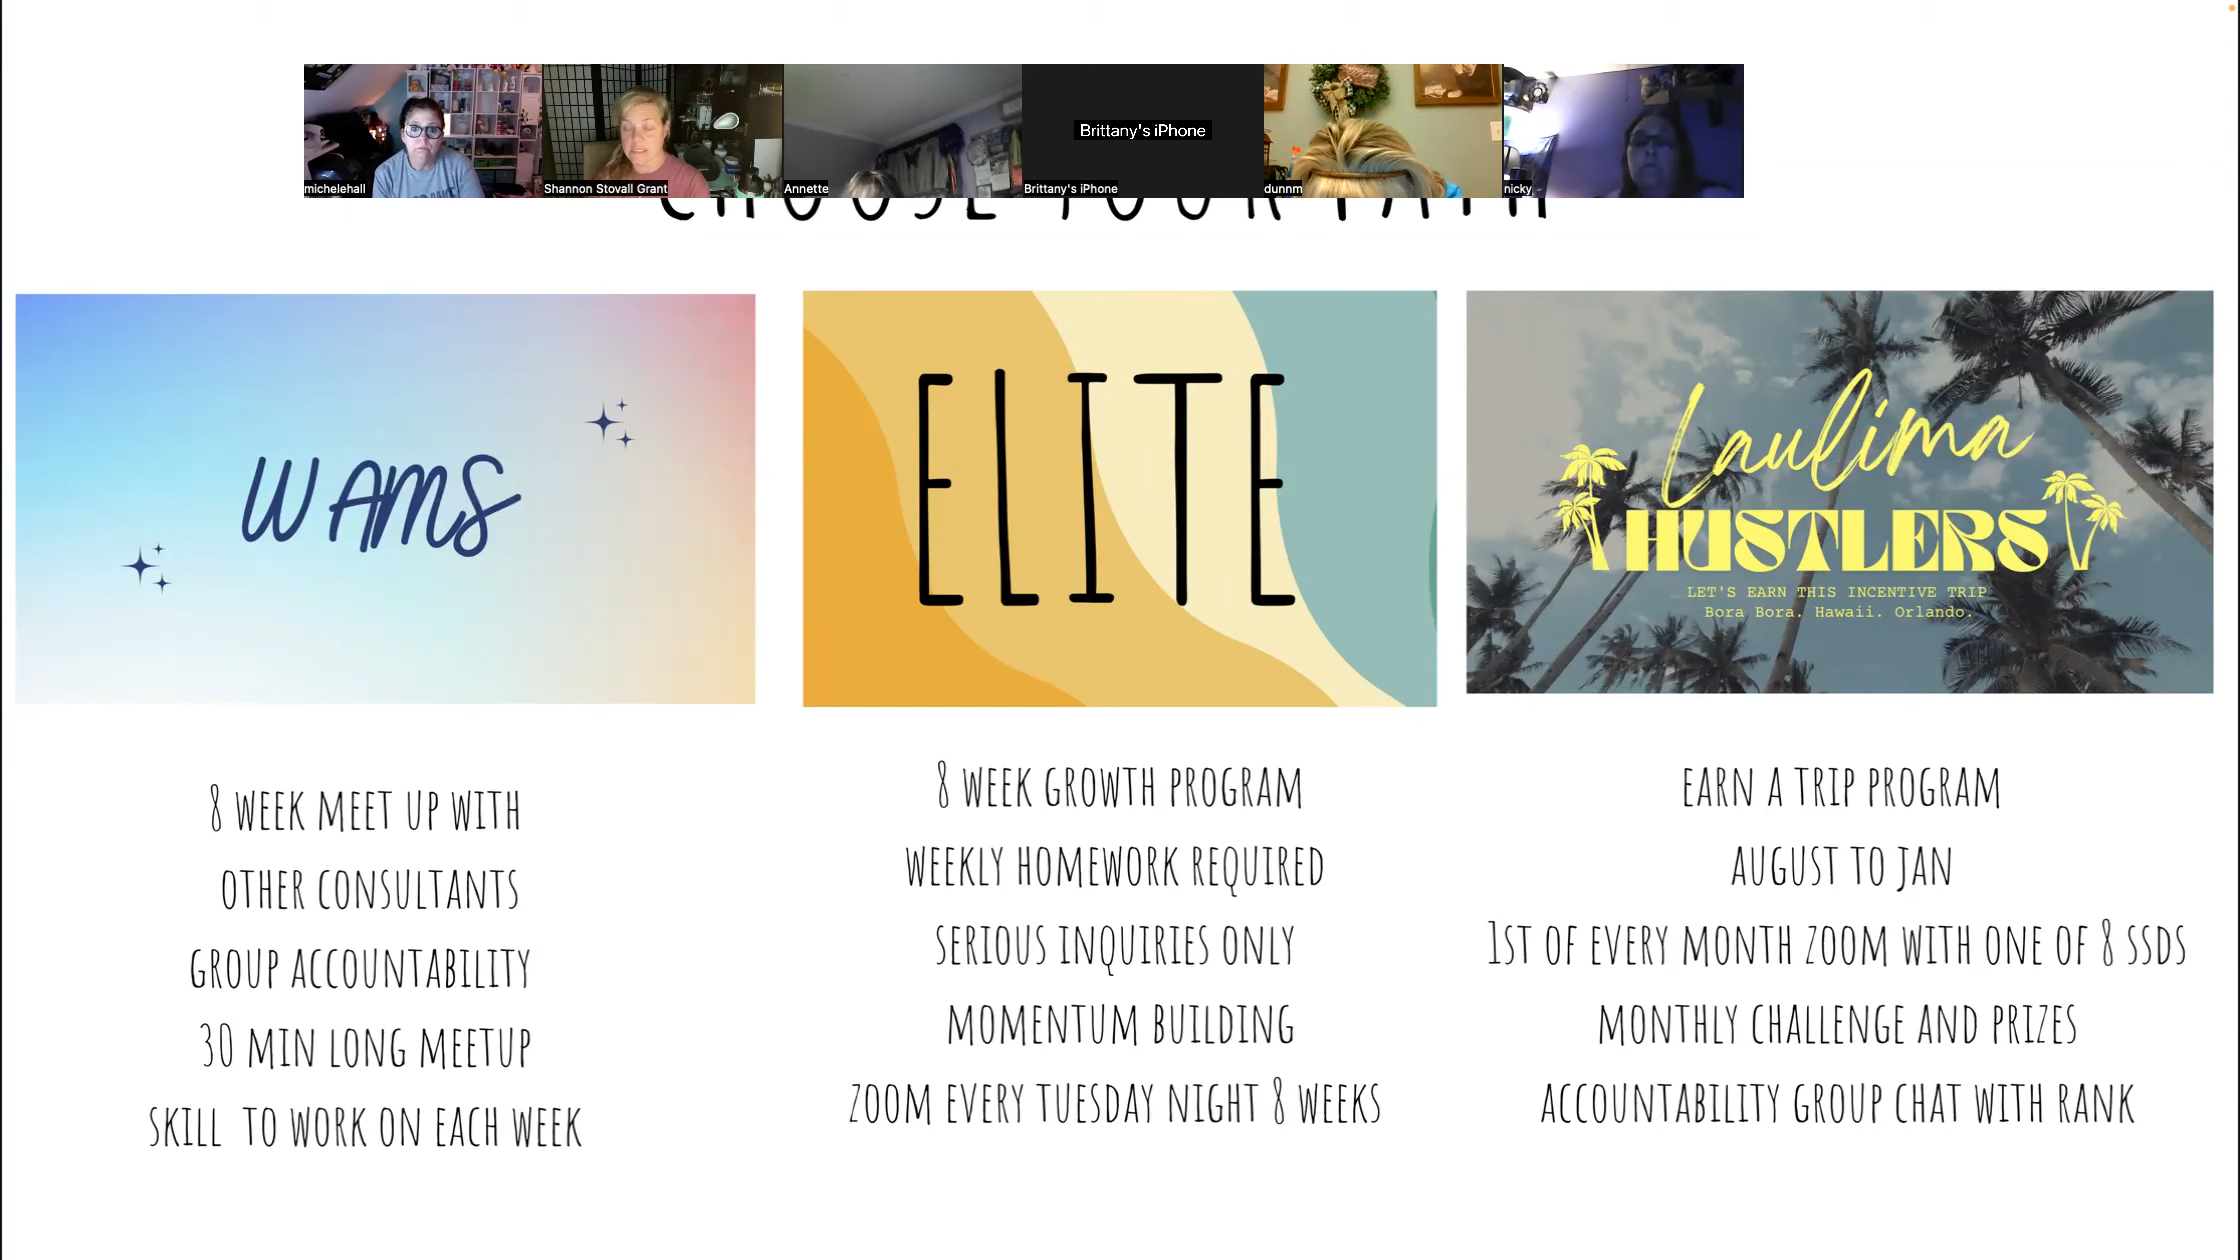 Brittany's iPhone
michelehall
Shannon Stovall Grant
Annette
Brittany's iPhone
dunnm
nicky
CHOOSE YOUR PATH
WAMS
8 WEEK MEET UP WITH
OTHER CONSULTANTS
GROUP ACCOUNTABILITY
30 MIN LONG MEETUP
SKILL TO WORK ON EACH WEEK
ELITE
8 WEEK GROWTH PROGRAM
WEEKLY HOMEWORK REQUIRED
SERIOUS INQUIRIES ONLY
MOMENTUM BUILDING
ZOOM EVERY TUESDAY NIGHT 8 WEEKS
Laulima
HUSTLERS
LET'S EARN THIS INCENTIVE TRIP
Bora Bora. Hawaii. Orlando.
EARN A TRIP PROGRAM
AUGUST TO JAN
1ST OF EVERY MONTH ZOOM WITH ONE OF 8 SSDS
MONTHLY CHALLENGE AND PRIZES
ACCOUNTABILITY GROUP CHAT WITH RANK